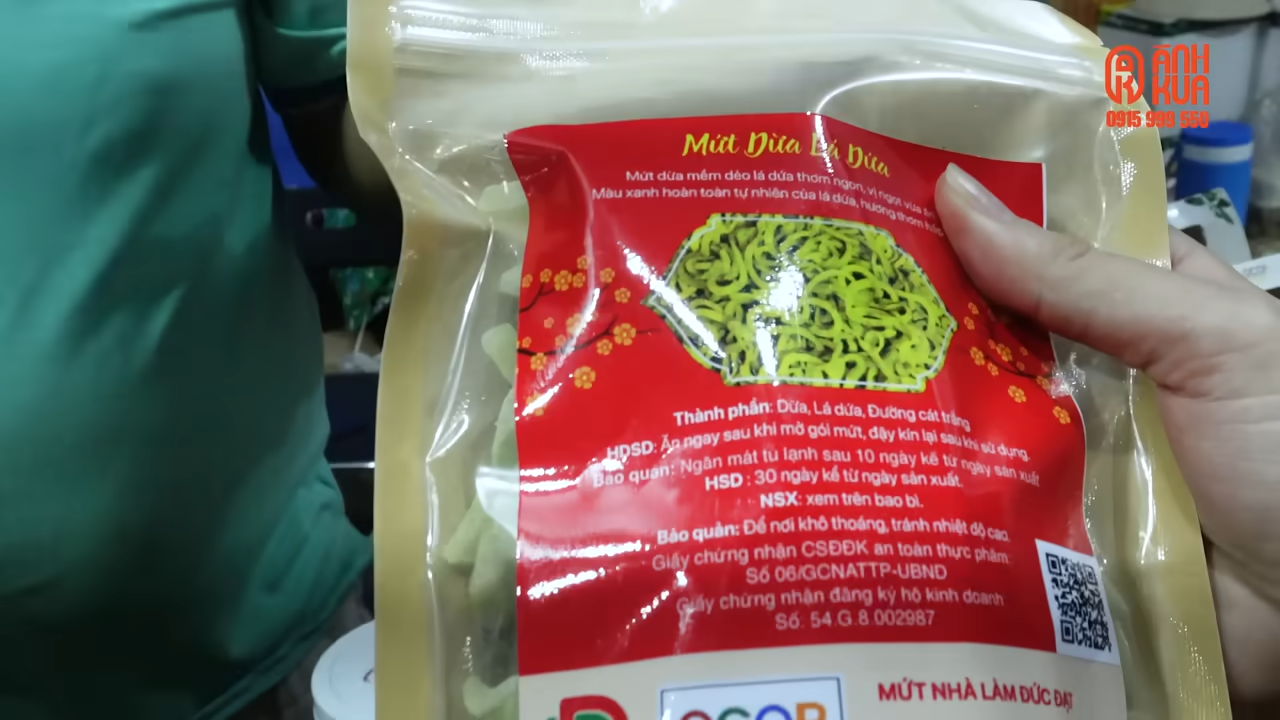 ÁNH KUA
0915 999 550
Mứt Dừa Lá Dứa
Mứt dừa mềm dẻo lá dứa thơm ngon, vị ngọt vừa
Màu xanh hoàn toàn tự nhiên của lá dứa, hương thơm
Thành phần: Dừa, Lá dứa, Đường cát trắng
HDSD: Ăn ngay sau khi mở gói mứt, đậy kín lại sau khi sử dụng.
Bảo quản: Ngăn mát tủ lạnh sau 10 ngày kể từ ngày sản xuất
HSD : 30 ngày kể từ ngày sản xuất.
NSX: xem trên bao bì.
Bảo quản: Để nơi khô thoáng, tránh nhiệt độ cao.
Giấy chứng nhận CSĐĐK an toàn thực phẩm
Số 06/GCNATTP-UBND
Giấy chứng nhận đăng ký hộ kinh doanh
Số. 54.G.8.002987
OCOP
MỨT NHÀ LÀM ĐỨC ĐẠT